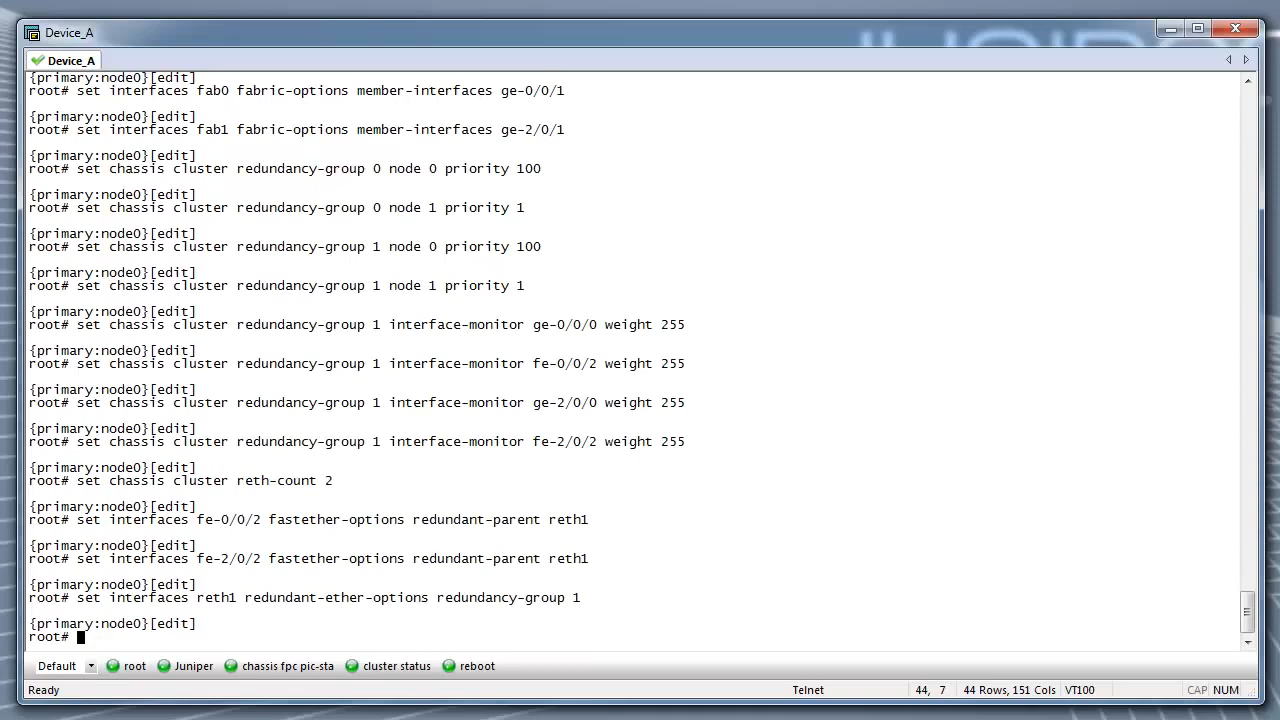 Device_A
Device_A
{primary:node0}[edit]
root# set interfaces fab0 fabric-options member-interfaces ge-0/0/1
{primary:node0}[edit]
root# set interfaces fab1 fabric-options member-interfaces ge-2/0/1
{primary:node0}[edit]
root# set chassis cluster redundancy-group 0 node 0 priority 100
{primary:node0}[edit]
root# set chassis cluster redundancy-group 0 node 1 priority 1
{primary:node0}[edit]
root# set chassis cluster redundancy-group 1 node 0 priority 100
{primary:node0}[edit]
root# set chassis cluster redundancy-group 1 node 1 priority 1
{primary:node0}[edit]
root# set chassis cluster redundancy-group 1 interface-monitor ge-0/0/0 weight 255
{primary:node0}[edit]
root# set chassis cluster redundancy-group 1 interface-monitor fe-0/0/2 weight 255
{primary:node0}[edit]
root# set chassis cluster redundancy-group 1 interface-monitor ge-2/0/0 weight 255
{primary:node0}[edit]
root# set chassis cluster redundancy-group 1 interface-monitor fe-2/0/2 weight 255
{primary:node0}[edit]
root# set chassis cluster reth-count 2
{primary:node0}[edit]
root# set interfaces fe-0/0/2 fastether-options redundant-parent reth1
{primary:node0}[edit]
root# set interfaces fe-2/0/2 fastether-options redundant-parent reth1
{primary:node0}[edit]
root# set interfaces reth1 redundant-ether-options redundancy-group 1
{primary:node0}[edit]
root#
Default root Juniper chassis fpc pic-sta cluster status reboot
Ready Telnet 44, 7 44 Rows, 151 Cols VT100 CAP NUM